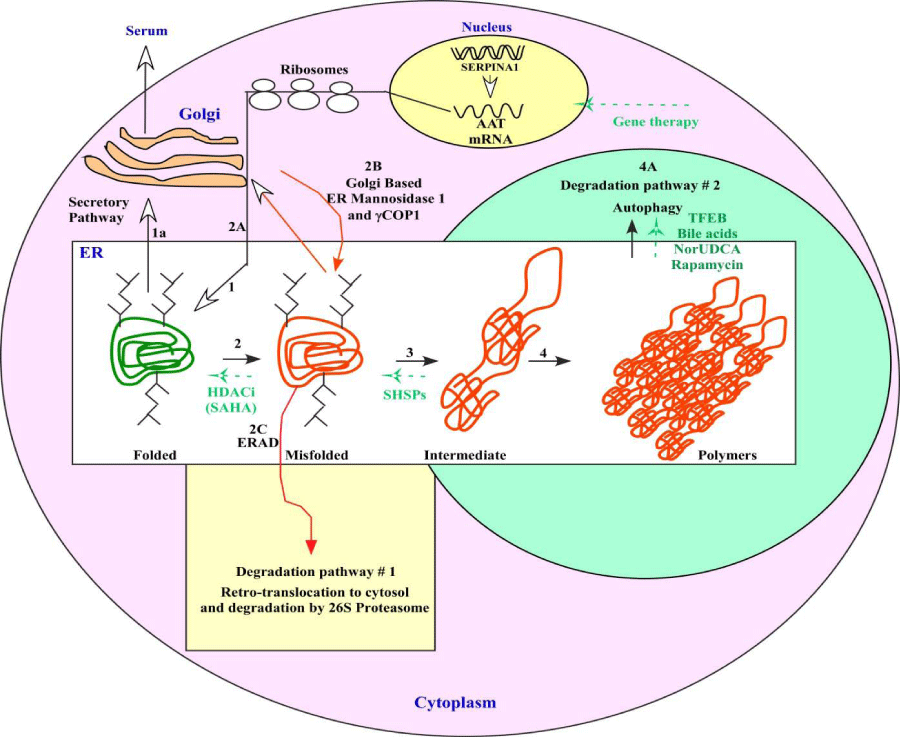 Nucleus
Serum
SERPINA1
Ribosomes
Golgi
AAT
mRNA
Gene therapy
2B
Golgi Based
ER Mannosidase 1
and γCOP1
4A
Degradation pathway # 2
Autophagy
TFEB
Bile acids
NorUDCA
Rapamycin
Secretory
Pathway
1a
2A
ER
1
2
HDACi
(SAHA)
3
SHSPs
4
2C
ERAD
Folded
Misfolded
Intermediate
Polymers
Degradation pathway # 1
Retro-translocation to cytosol
and degradation by 26S Proteasome
Cytoplasm